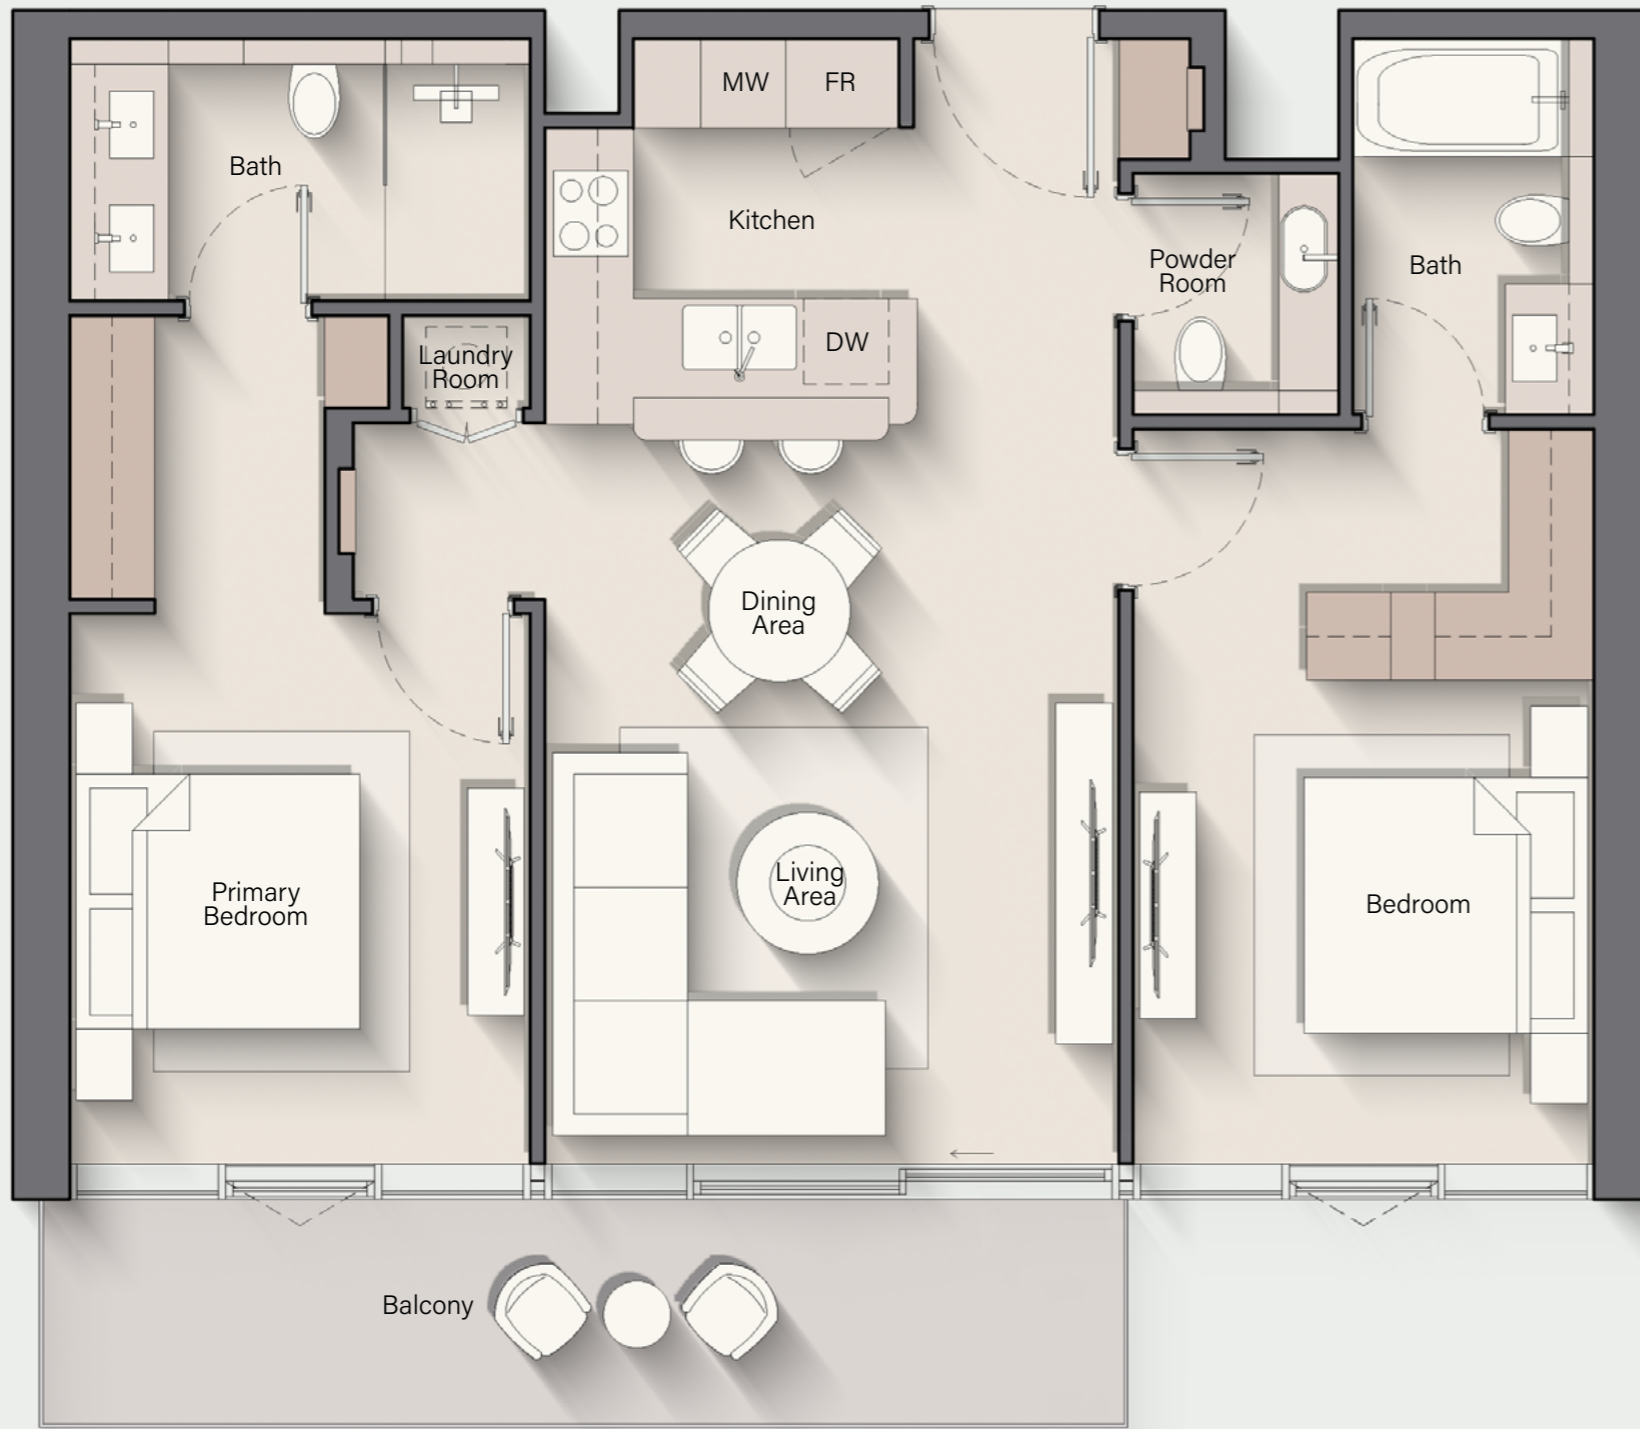 MW
FR
Bath
Kitchen
Powder
Room
Bath
Laundry
Room
DW
Dining
Area
Living
Area
Primary
Bedroom
Bedroom
Balcony